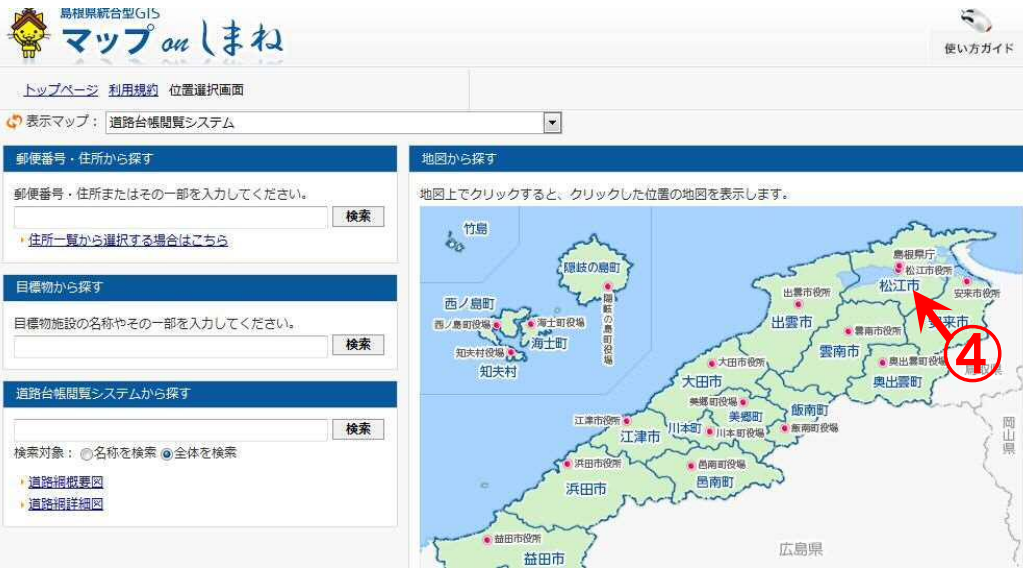 島根県統合型GIS
マップ on しまね
使い方ガイド
トップページ 利用規約 位置選択画面
表示マップ： 道路台帳閲覧システム
郵便番号・住所から探す
郵便番号・住所またはその一部を入力してください。
検索
住所一覧から選択する場合はこちら
目標物から探す
目標物施設の名称やその一部を入力してください。
検索
道路台帳閲覧システムから探す
検索
検索対象： 名称を検索 全体を検索
道路網概要図
道路網詳細図
地図から探す
地図上でクリックすると、クリックした位置の地図を表示します。
竹島
隠岐の島町
隠岐の島町役場
西ノ島町
西ノ島町役場
海士町役場
海士町
知夫村役場
知夫村
島根県庁
松江市役所
松江市
安来市役所
安来市
出雲市役所
出雲市
雲南市役所
雲南市
④
奥出雲町役場
奥出雲町
鳥取県
大田市役所
大田市
美郷町役場
美郷町
飯南町
飯南町役場
川本町
川本町役場
江津市役所
江津市
浜田市役所
浜田市
邑南町役場
邑南町
岡山県
広島県
益田市役所
益田市